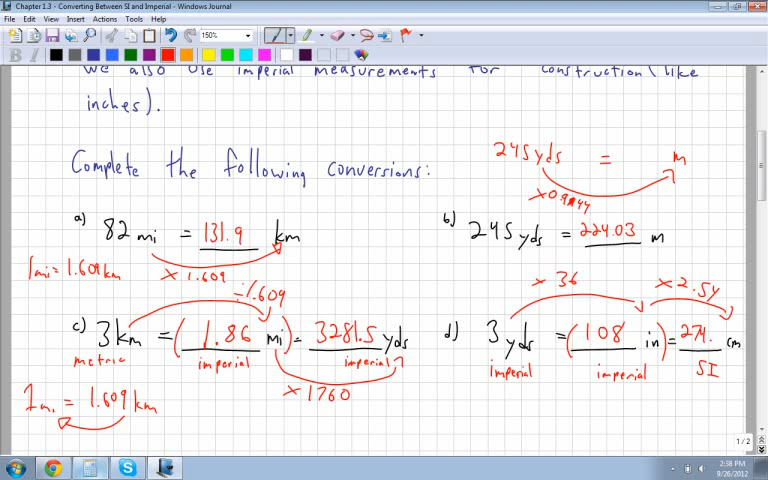 Chapter 1.3 - Converting Between SI and Imperial - Windows Journal
File Edit View Insert Actions Tools Help
150%
B I
we also use imperial measurements for construction (like
inches).
Complete the following conversions:
245 yds = m
x0.9144
a) 82 mi = 131.9 km
b) 245 yds = 224.03 m
1 mi = 1.609 km
x 1.609
÷1.609
x 36
x 2.54
c) 3 km = (1.86 mi) = 3281.5 yds
d) 3 yds = (108 in) = 274. cm
metric imperial imperial
imperial imperial SI
1 mi = 1.609 km
x 1760
1 / 2
2:58 PM
9/26/2012